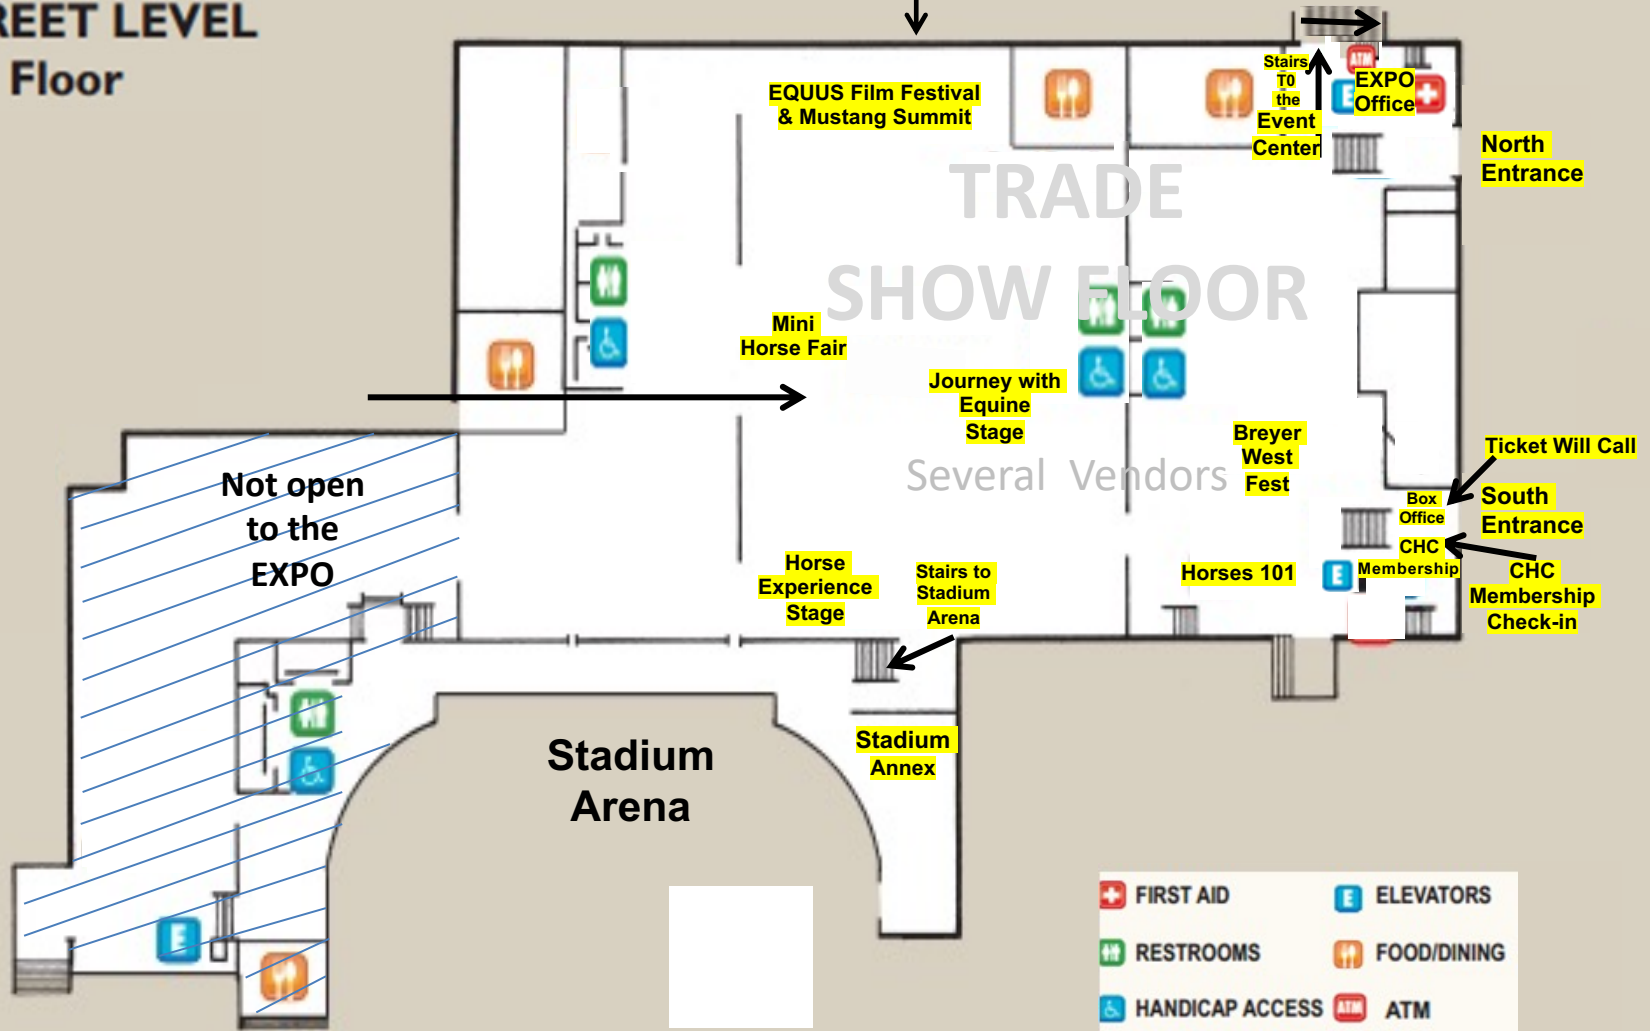 REET LEVEL
Floor
EQUUS Film Festival
& Mustang Summit
Stairs
T0
the
Event
Center
ATM
E
EXPO
Office
North
Entrance
TRADE
SHOW FLOOR
Mini
Horse Fair
Journey with
Equine
Stage
Breyer
West
Fest
Several Vendors
Ticket Will Call
Box
Office
South
Entrance
CHC
Membership
CHC
Membership
Check-in
Not open
to the
EXPO
Horse
Experience
Stage
Stairs to
Stadium
Arena
Horses 101
E
Stadium
Arena
Stadium
Annex
E
FIRST AID
E ELEVATORS
RESTROOMS
FOOD/DINING
HANDICAP ACCESS
ATM ATM